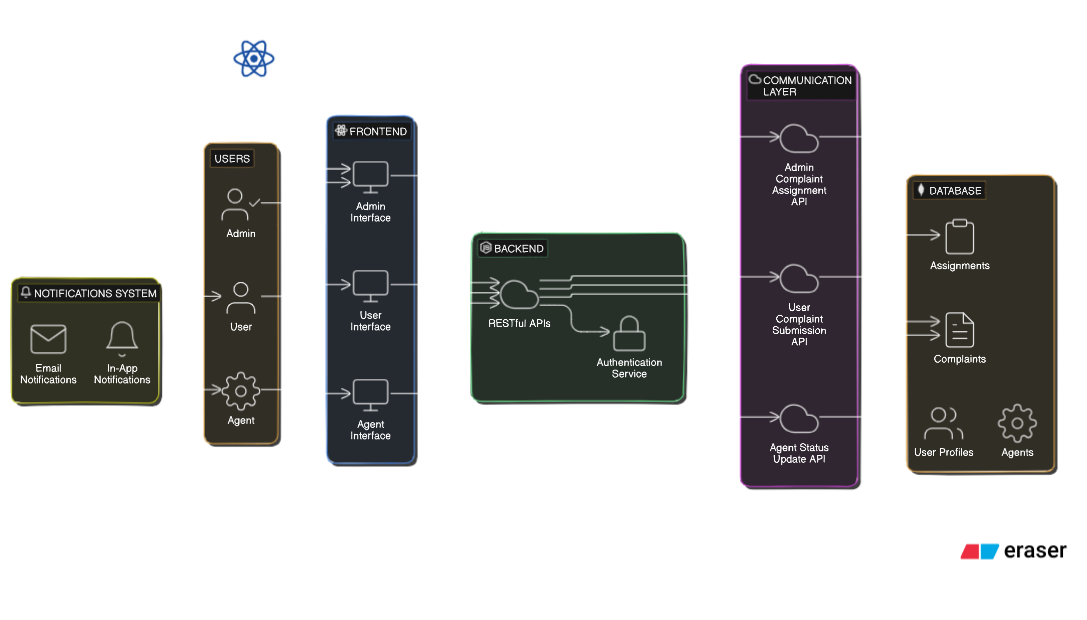 NOTIFICATIONS SYSTEM
Email
Notifications
In-App
Notifications
USERS
Admin
User
Agent
FRONTEND
Admin
Interface
User
Interface
Agent
Interface
BACKEND
RESTful APIs
Authentication
Service
COMMUNICATION
LAYER
Admin
Complaint
Assignment
API
User
Complaint
Submission
API
Agent Status
Update API
DATABASE
Assignments
Complaints
User Profiles
Agents
eraser